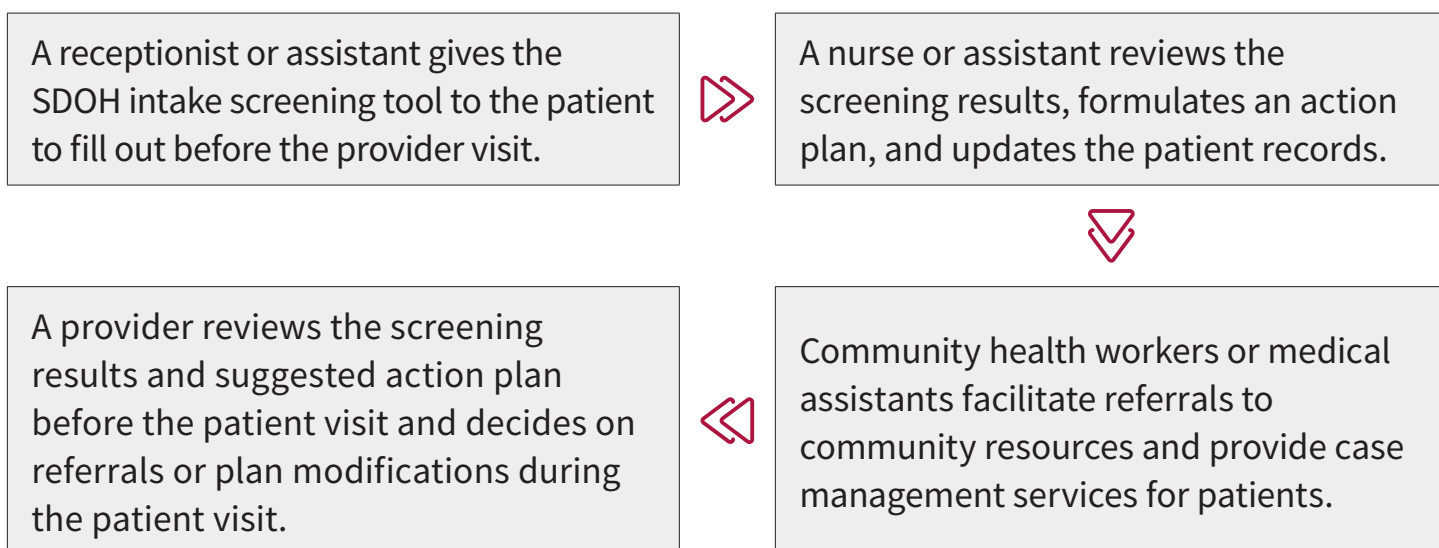 A receptionist or assistant gives the
SDOH intake screening tool to the patient
to fill out before the provider visit.
A nurse or assistant reviews the
screening results, formulates an action
plan, and updates the patient records.
Community health workers or medical
assistants facilitate referrals to
community resources and provide case
management services for patients.
A provider reviews the screening
results and suggested action plan
before the patient visit and decides on
referrals or plan modifications during
the patient visit.